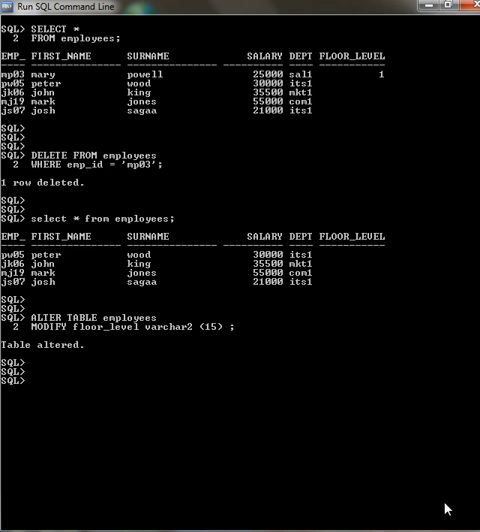 Run SQL Command Line
SQL> SELECT *
2 FROM employees;
EMP_ FIRST_NAME SURNAME SALARY DEPT FLOOR_LEVEL
---- --------------- --------------- ---------- ---- -----------
mp03 mary powell 25000 sal1 1
pw05 peter wood 30000 its1
jk06 john king 35500 mkt1
mj19 mark jones 55000 com1
js07 josh sagaa 21000 its1
SQL>
SQL>
SQL>
SQL> DELETE FROM employees
2 WHERE emp_id = 'mp03';
1 row deleted.
SQL>
SQL>
SQL> select * from employees;
EMP_ FIRST_NAME SURNAME SALARY DEPT FLOOR_LEVEL
---- --------------- --------------- ---------- ---- -----------
pw05 peter wood 30000 its1
jk06 john king 35500 mkt1
mj19 mark jones 55000 com1
js07 josh sagaa 21000 its1
SQL>
SQL>
SQL> ALTER TABLE employees
2 MODIFY floor_level varchar2 (15) ;
Table altered.
SQL>
SQL>
SQL>